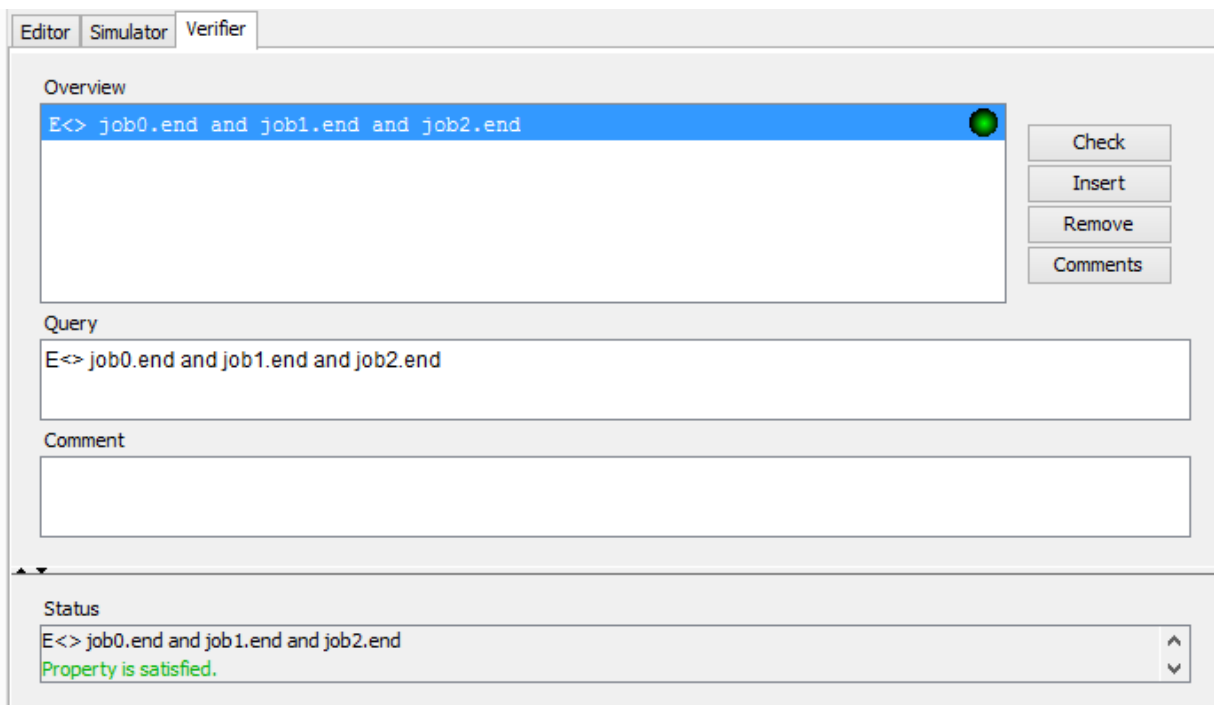 Editor Simulator Verifier
Overview
E<> job0.end and job1.end and job2.end
Check
Insert
Remove
Comments
Query
E<> job0.end and job1.end and job2.end
Comment
Status
E<> job0.end and job1.end and job2.end
Property is satisfied.